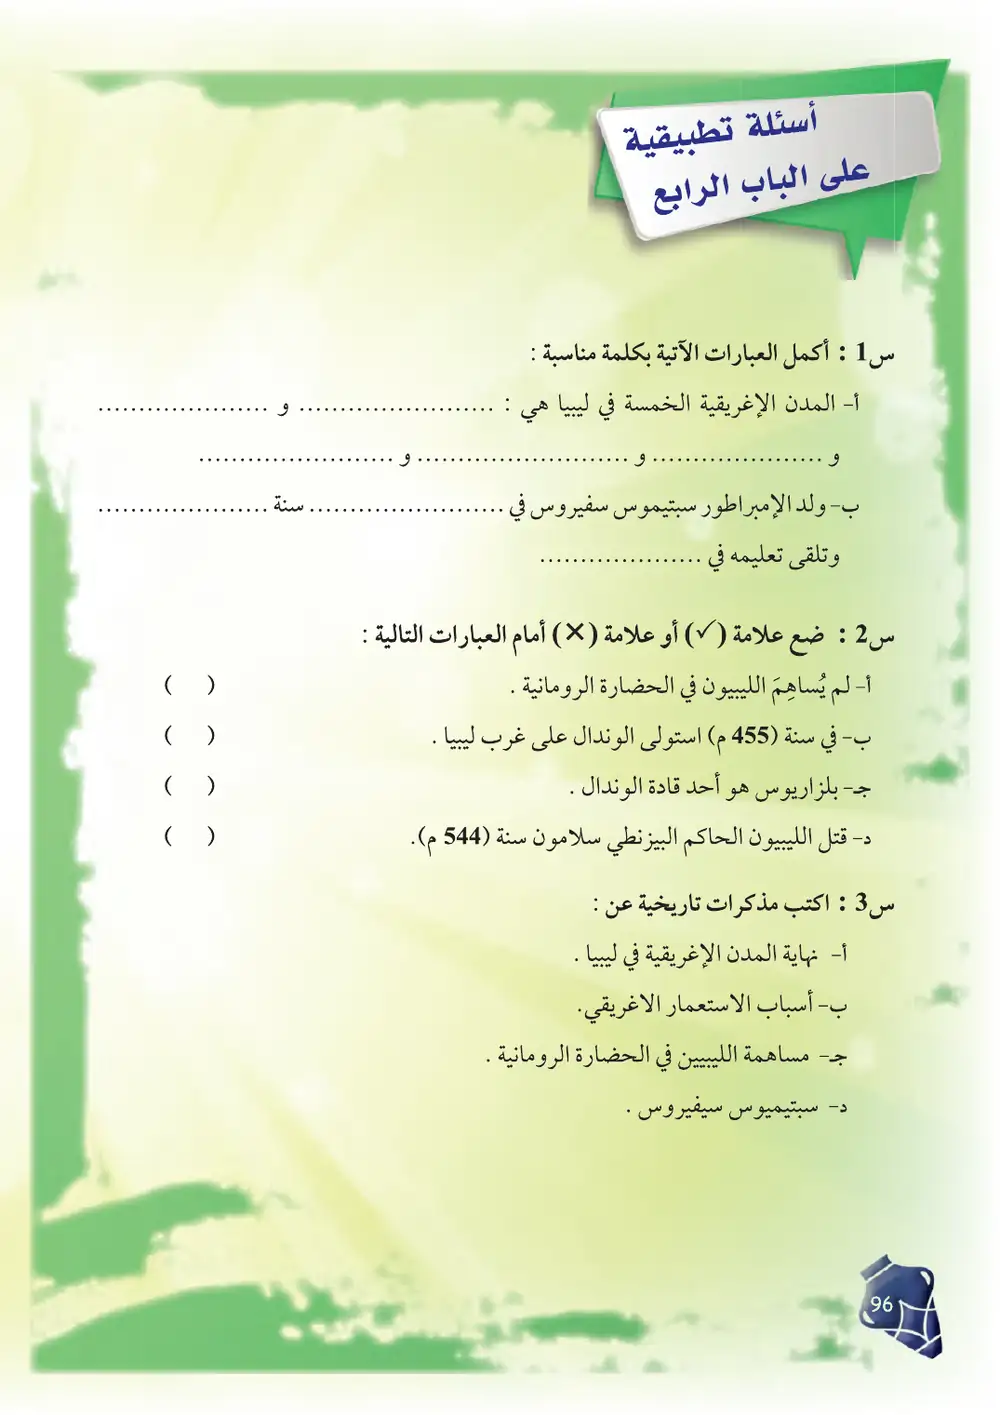 أسئلة تطبيقية
على الباب الرابع
س1 : أكمل العبارات الآتية بكلمة مناسبة :
أ- المدن الإغريقية الخمسة في ليبيا هي : ........................ و .....................
و ..................... و .......................... و ........................
ب- ولد الإمبراطور سبتيموس سفيروس في ........................ سنة .....................
وتلقى تعليمه في ....................
س2 : ضع علامة (✓) أو علامة (✕) أمام العبارات التالية :
أ- لم يُساهِمَ الليبيون في الحضارة الرومانية . ( )
ب- في سنة (455 م) استولى الوندال على غرب ليبيا . ( )
جـ- بلزاريوس هو أحد قادة الوندال . ( )
د- قتل الليبيون الحاكم البيزنطي سلامون سنة (544 م). ( )
س3 : اكتب مذكرات تاريخية عن :
أ- نهاية المدن الإغريقية في ليبيا .
ب- أسباب الاستعمار الاغريقي.
جـ- مساهمة الليبيين في الحضارة الرومانية .
د- سبتيميوس سيفيروس .
96